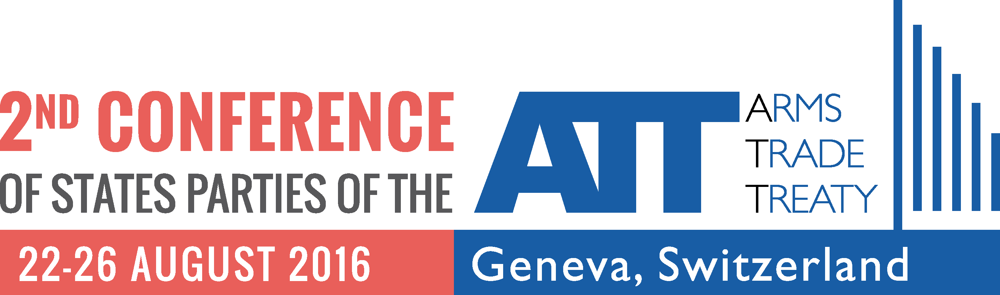 2ND CONFERENCE
OF STATES PARTIES OF THE
ATT
ARMS
TRADE
TREATY
22-26 AUGUST 2016
Geneva, Switzerland